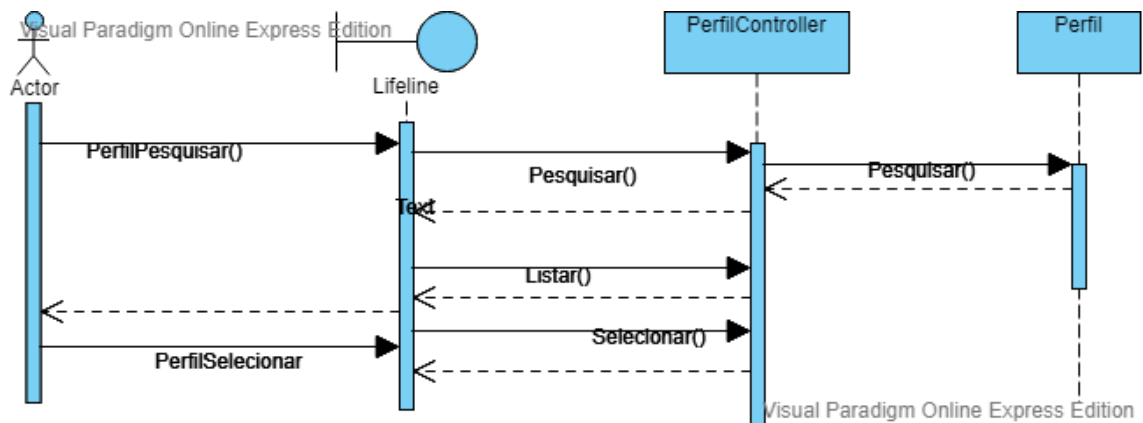 Visual Paradigm Online Express Edition
PerfilController
Perfil
Actor
Lifeline
PerfilPesquisar()
Pesquisar()
Pesquisar()
Text
Listar()
Selecionar()
PerfilSelecionar
Visual Paradigm Online Express Edition